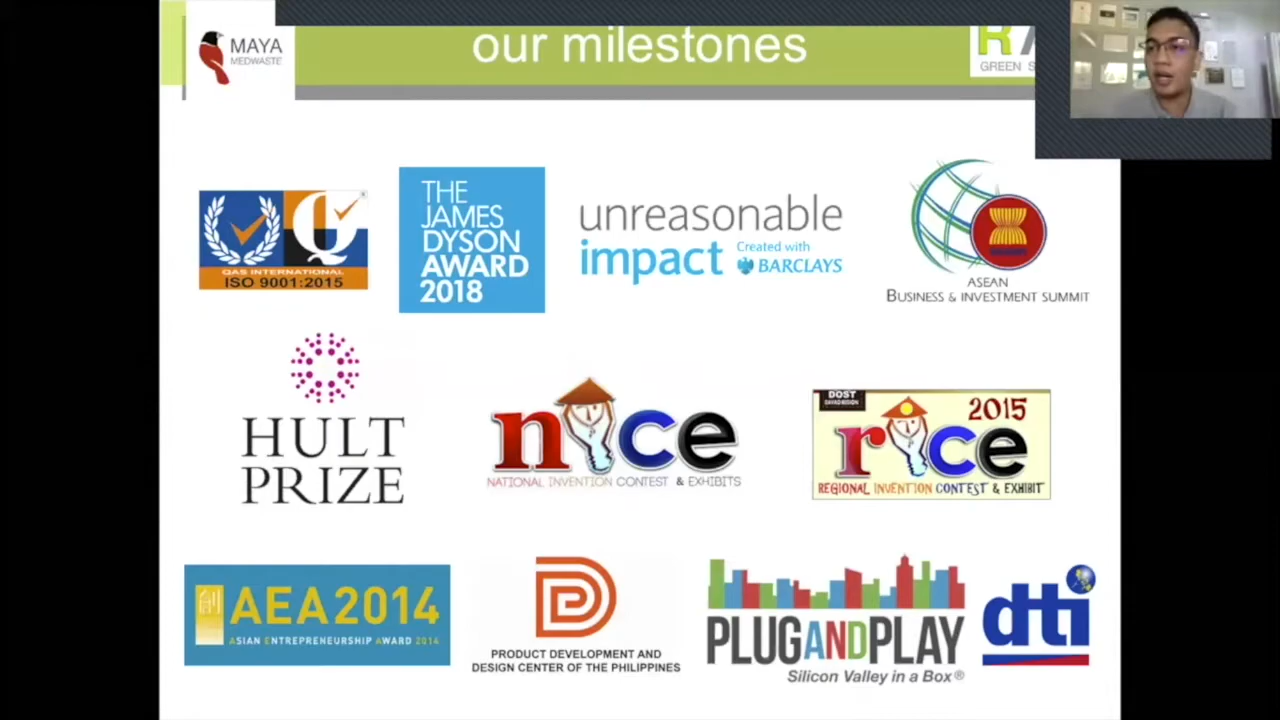 MAYA
MEDWASTE
our milestones
GREEN
QAS INTERNATIONAL
ISO 9001:2015
THE
JAMES
DYSON
AWARD
2018
unreasonable
impact
Created with
BARCLAYS
ASEAN
BUSINESS & INVESTMENT SUMMIT
HULT
PRIZE
nice
NATIONAL INVENTION CONTEST & EXHIBITS
DOST
DAVAO REGION
2015
rice
REGIONAL INVENTION CONTEST & EXHIBIT
創
AEA2014
ASIAN ENTREPRENEURSHIP AWARD 2014
PRODUCT DEVELOPMENT AND
DESIGN CENTER OF THE PHILIPPINES
PLUGANDPLAY
Silicon Valley in a Box®
dti